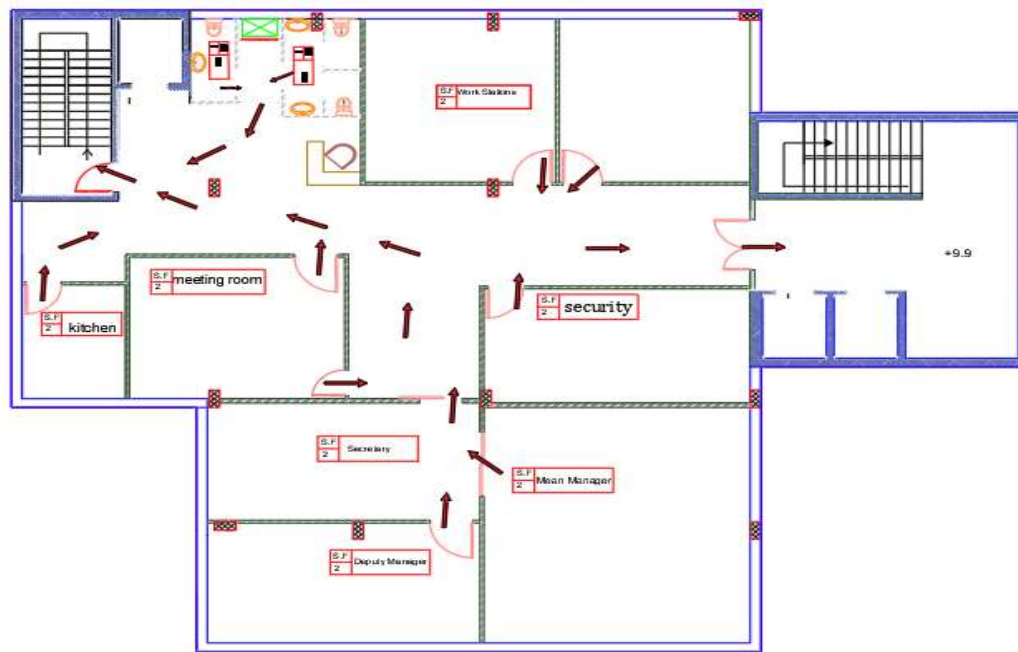 S.F Work Stations
2
+9.9
S.F meeting room
2
S.F security
2
S.F kitchen
2
S.F Secretary
2
S.F Mean Manager
2
S.F Deputy Manager
2